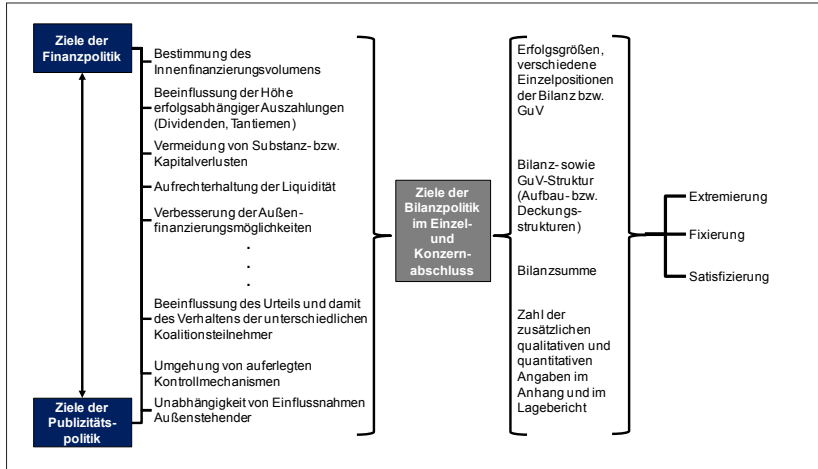 Ziele der
Finanzpolitik
Bestimmung des
Innenfinanzierungsvolumens
Beeinflussung der Höhe
erfolgsabhängiger Auszahlungen
(Dividenden, Tantiemen)
Vermeidung von Substanz- bzw.
Kapitalverlusten
Aufrechterhaltung der Liquidität
Verbesserung der Außen-
finanzierungsmöglichkeiten
.
.
.
Beeinflussung des Urteils und damit
des Verhaltens der unterschiedlichen
Koalitionsteilnehmer
Umgehung von auferlegten
Kontrollmechanismen
Unabhängigkeit von Einflussnahmen
Außenstehender
Ziele der
Publizitäts-
politik
Ziele der
Bilanzpolitik
im Einzel-
und
Konzern-
abschluss
Erfolgsgrößen,
verschiedene
Einzelpositionen
der Bilanz bzw.
GuV
Bilanz- sowie
GuV-Struktur
(Aufbau- bzw.
Deckungs-
strukturen)
Bilanzsumme
Zahl der
zusätzlichen
qualitativen und
quantitativen
Angaben im
Anhang und im
Lagebericht
Extremierung
Fixierung
Satisfizierung